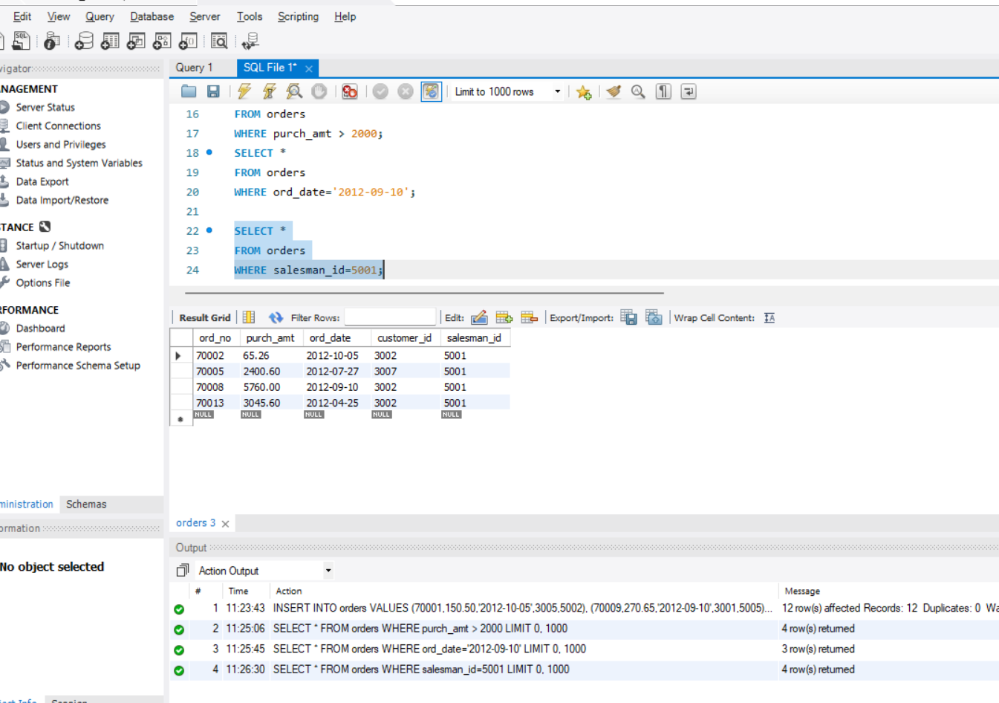 Edit View Query Database Server Tools Scripting Help
vigator
Query 1 SQL File 1* ×
NAGEMENT
Server Status
Client Connections
Users and Privileges
Status and System Variables
Data Export
Data Import/Restore
STANCE
Startup / Shutdown
Server Logs
Options File
RFORMANCE
Dashboard
Performance Reports
Performance Schema Setup
ministration Schemas
ormation
No object selected
Limit to 1000 rows
16 FROM orders
17 WHERE purch_amt > 2000;
18 SELECT *
19 FROM orders
20 WHERE ord_date='2012-09-10';
21
22 SELECT *
23 FROM orders
24 WHERE salesman_id=5001;
Result Grid Filter Rows: Edit: Export/Import: Wrap Cell Content:
ord_no purch_amt ord_date customer_id salesman_id
70002 65.26 2012-10-05 3002 5001
70005 2400.60 2012-07-27 3007 5001
70008 5760.00 2012-09-10 3002 5001
70013 3045.60 2012-04-25 3002 5001
NULL NULL NULL NULL NULL
orders 3 ×
Output
Action Output
# Time Action Message
1 11:23:43 INSERT INTO orders VALUES (70001,150.50,'2012-10-05',3005,5002), (70009,270.65,'2012-09-10',3001,5005)... 12 row(s) affected Records: 12 Duplicates: 0 Wa
2 11:25:06 SELECT * FROM orders WHERE purch_amt > 2000 LIMIT 0, 1000 4 row(s) returned
3 11:25:45 SELECT * FROM orders WHERE ord_date='2012-09-10' LIMIT 0, 1000 3 row(s) returned
4 11:26:30 SELECT * FROM orders WHERE salesman_id=5001 LIMIT 0, 1000 4 row(s) returned